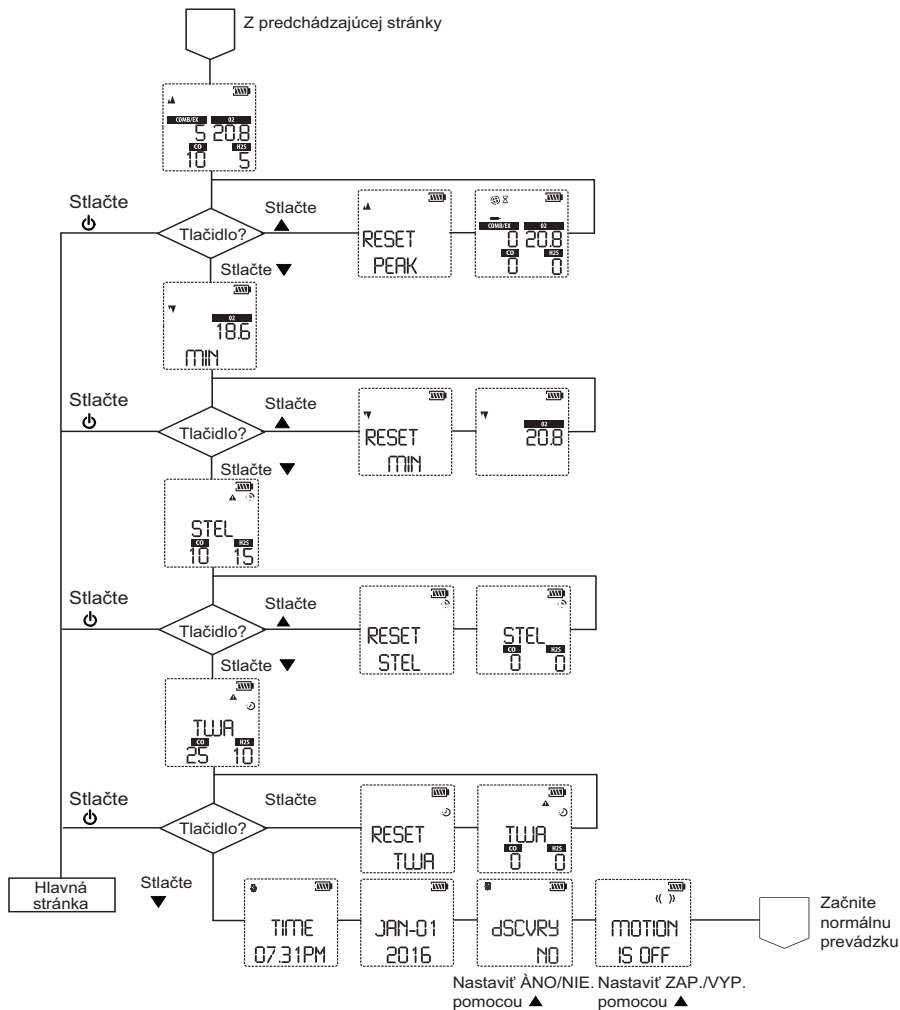 Z predchádzajúcej stránky
COMB/EX O2
5 20.8
CO H2S
10 5
Stlačte
Tlačidlo?
Stlačte
RESET
PEAK
COMB/EX O2
0 20.8
CO H2S
0 0
Stlačte
O2
18.6
MIN
Stlačte
Tlačidlo?
Stlačte
RESET
MIN
O2
20.8
Stlačte
STEL
CO H2S
10 15
Stlačte
Tlačidlo?
Stlačte
RESET
STEL
STEL
CO H2S
0 0
Stlačte
TWA
CO H2S
25 10
Stlačte
Tlačidlo?
Stlačte
RESET
TWA
TWA
CO H2S
0 0
Hlavná
stránka
Stlačte
TIME
07.31PM
JAN-01
2016
dSCVRY
NO
MOTION
IS OFF
Začnite
normálnu
prevádzku
Nastaviť ÀNO/NIE.
pomocou ▲
Nastaviť ZAP./VYP.
pomocou ▲